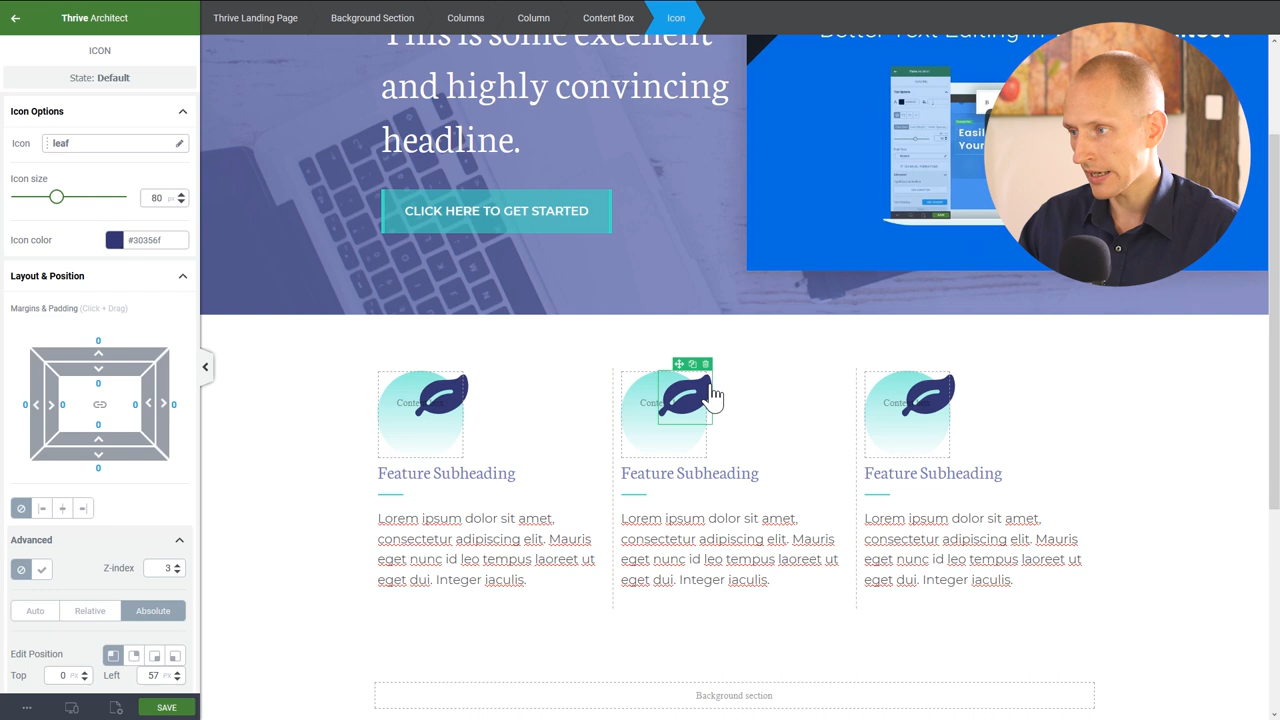 Thrive Architect
Thrive Landing Page
Background Section
Columns
Column
Content Box
Icon
ICON
State: Default
Icon Options
Icon
leaf
Icon size
80
px
Icon color
#30356f
Layout & Position
Margins & Padding (Click + Drag)
0
0
0 0 0 0
0
0
Advanced
Z-index
3
Auto
Relative
Absolute
Edit Position
Top
0
PX
Left
57
PX
SAVE
This is some excellent
and highly convincing
headline.
CLICK HERE TO GET STARTED
Better Text Editing in
Feature Subheading
Lorem ipsum dolor sit amet,
consectetur adipiscing elit. Mauris
eget nunc id leo tempus laoreet ut
eget dui. Integer iaculis.
Feature Subheading
Lorem ipsum dolor sit amet,
consectetur adipiscing elit. Mauris
eget nunc id leo tempus laoreet ut
eget dui. Integer iaculis.
Feature Subheading
Lorem ipsum dolor sit amet,
consectetur adipiscing elit. Mauris
eget nunc id leo tempus laoreet ut
eget dui. Integer iaculis.
Background section